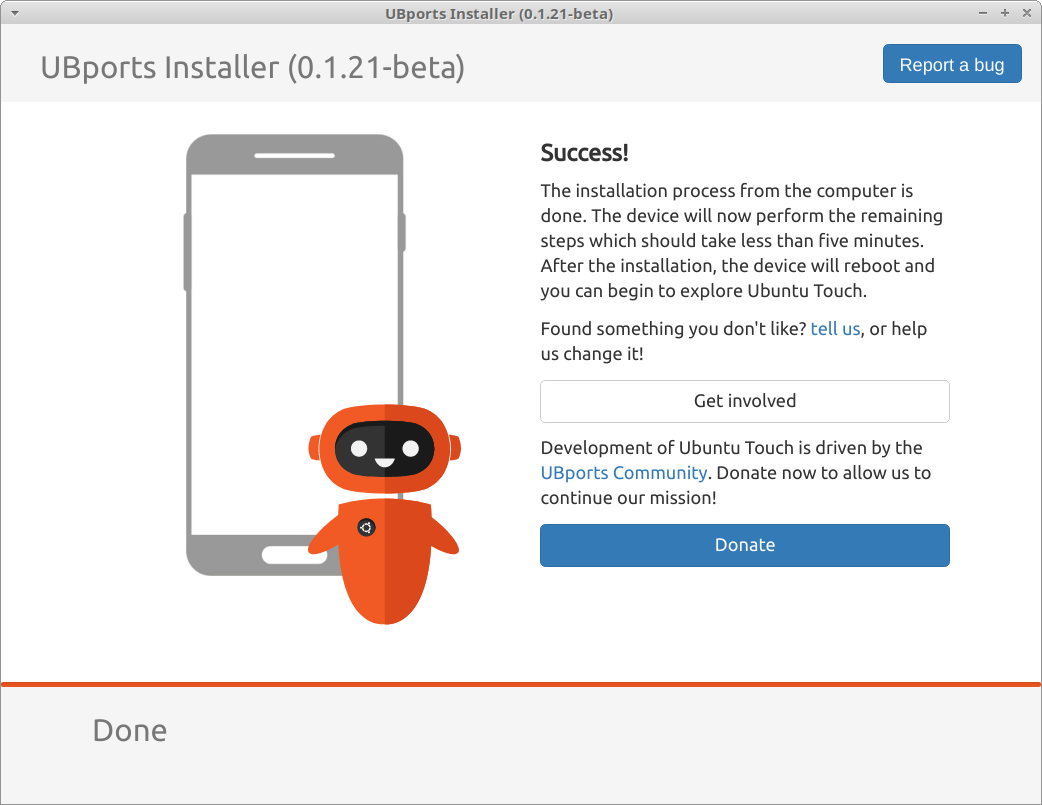 UBports Installer (0.1.21-beta)
UBports Installer (0.1.21-beta)
Report a bug
Success!
The installation process from the computer is
done. The device will now perform the remaining
steps which should take less than five minutes.
After the installation, the device will reboot and
you can begin to explore Ubuntu Touch.
Found something you don't like? tell us, or help
us change it!
Get involved
Development of Ubuntu Touch is driven by the
UBports Community. Donate now to allow us to
continue our mission!
Donate
Done